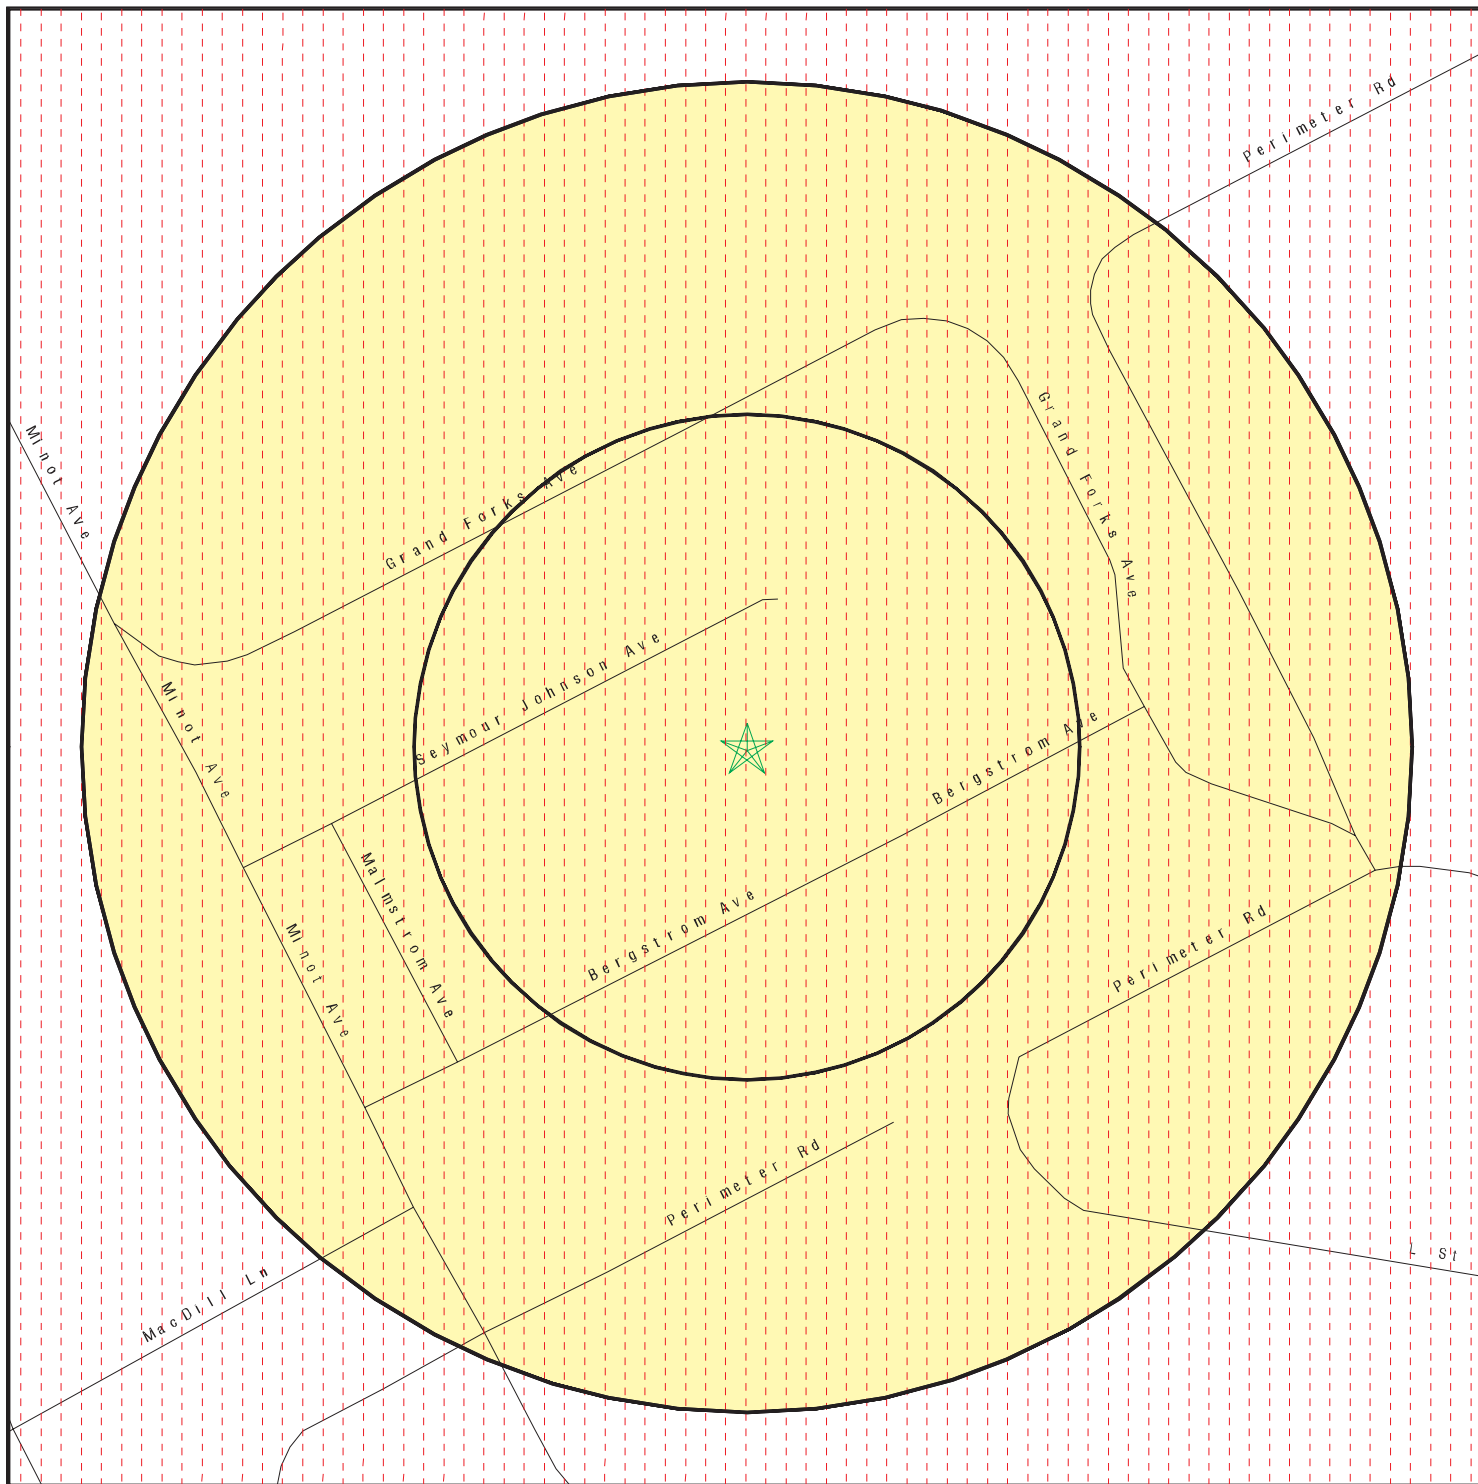 Perimeter Rd
Minot Ave
Grand Forks Ave
Grand Forks Ave
Seymour Johnson Ave
Minot Ave
Bergstrom Ave
Malmstrom Ave
Bergstrom Ave
Minot Ave
Perimeter Rd
Perimeter Rd
L St
MacDill Ln